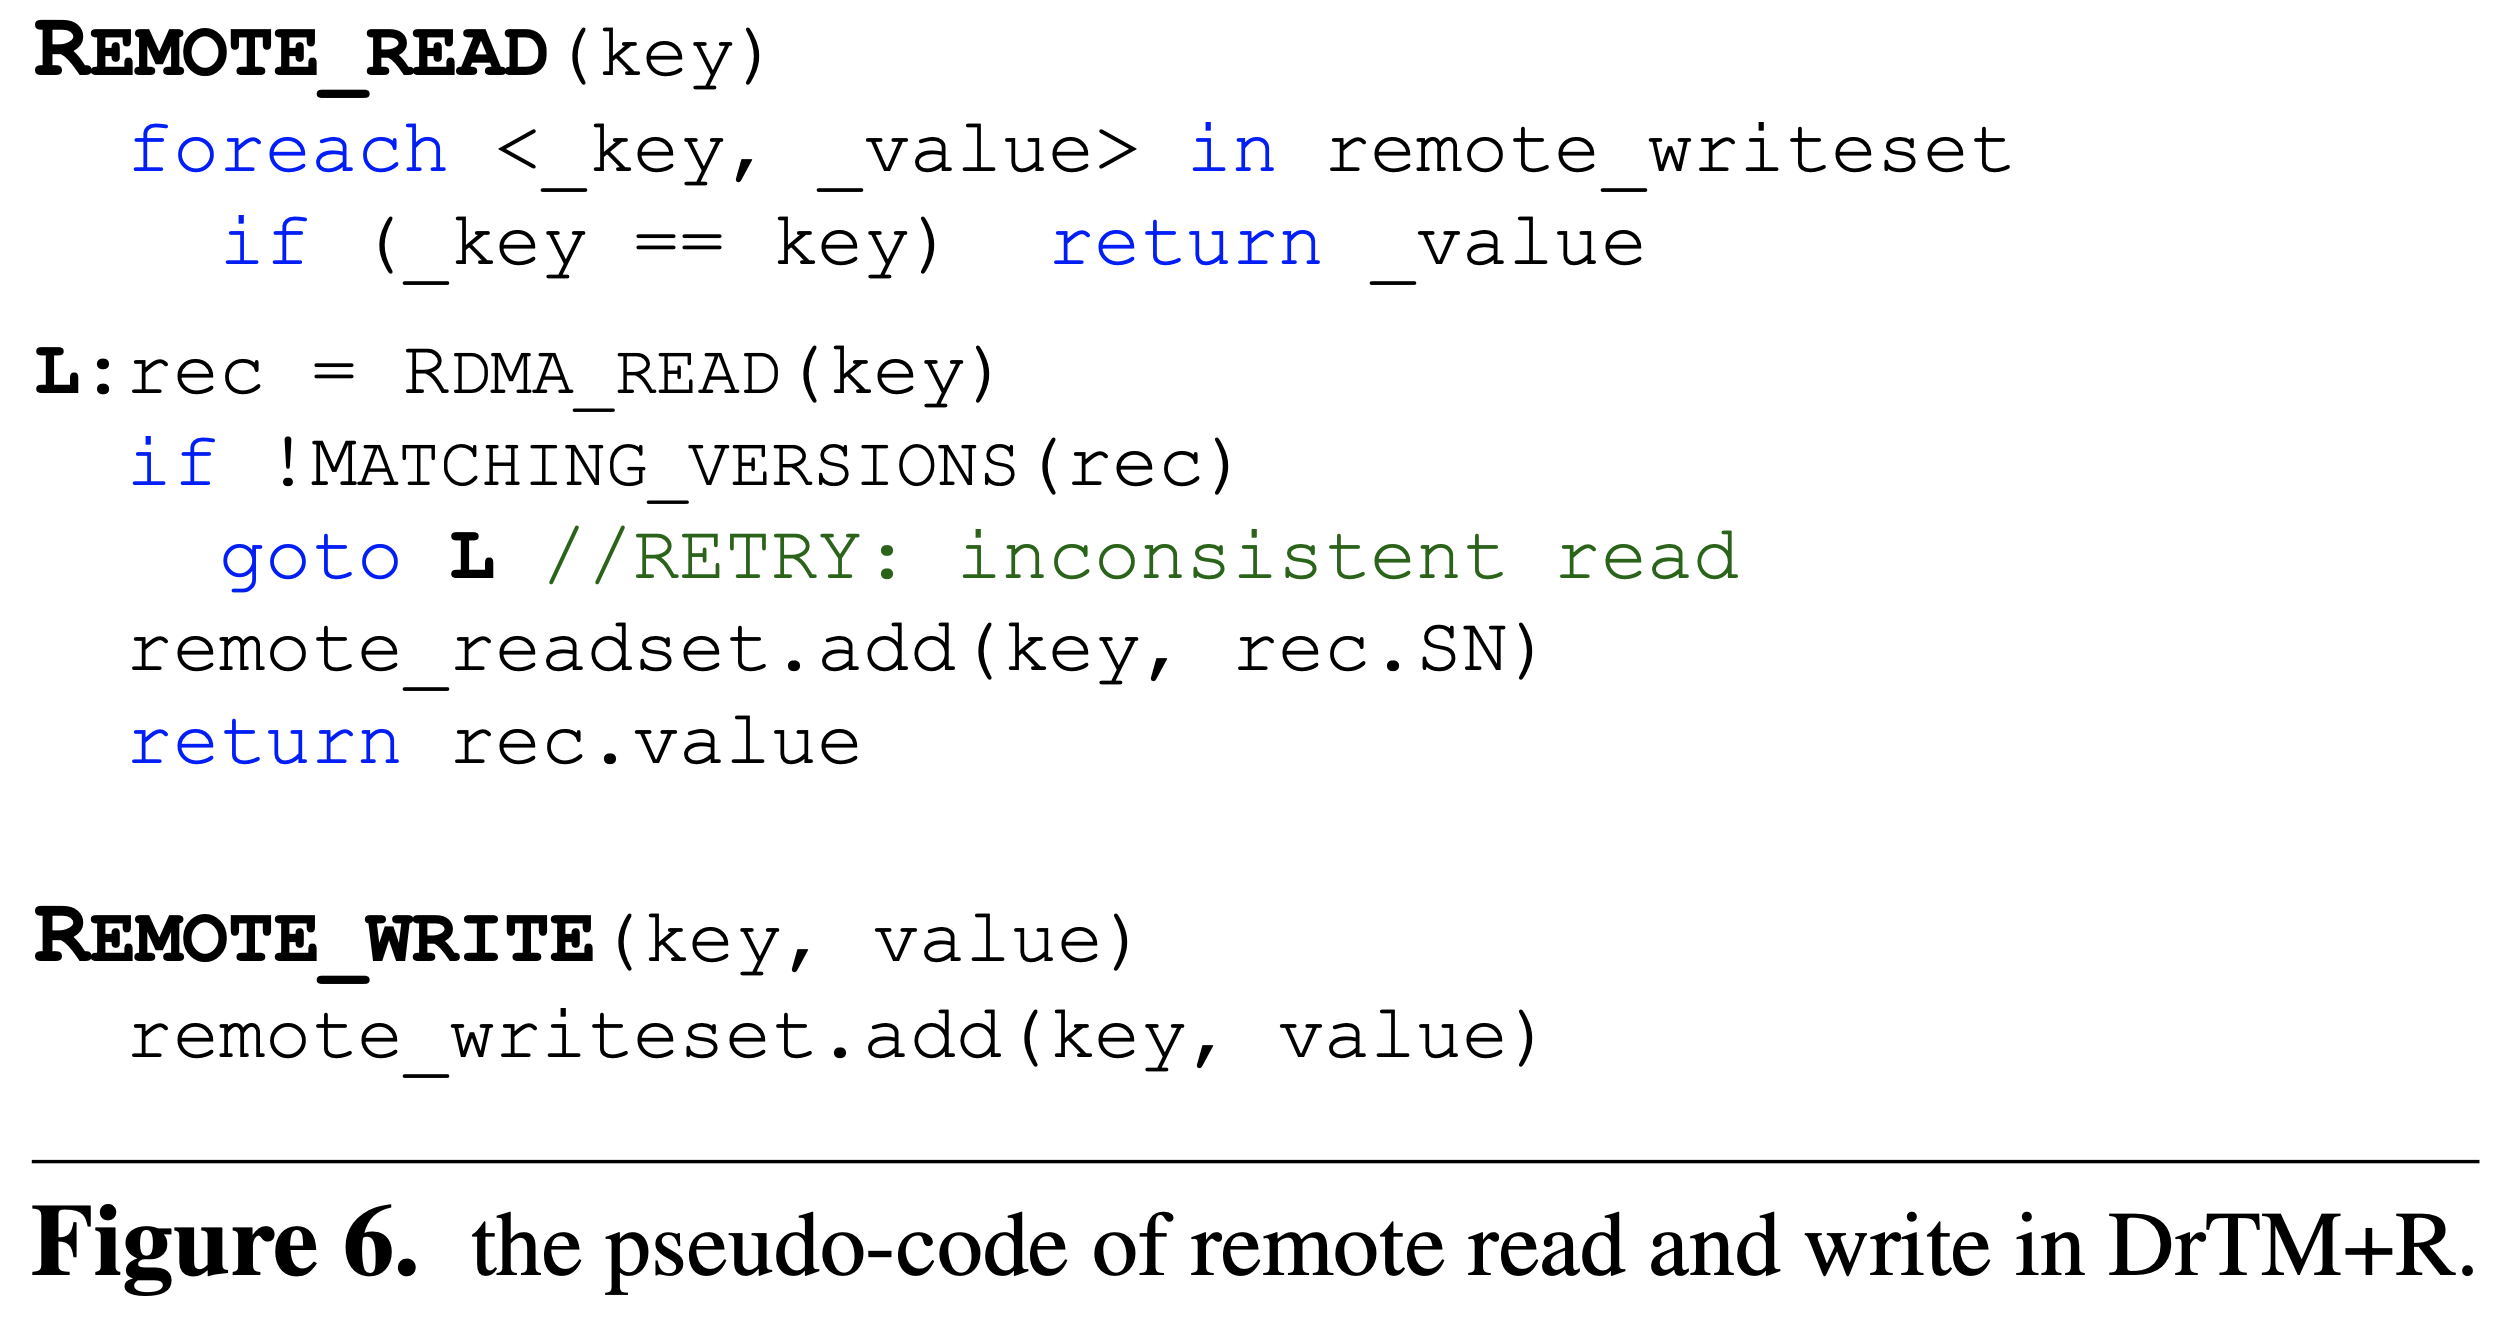 REMOTE_READ(key)
foreach <_key, _value> in remote_writeset
if (_key == key) return _value
L:rec = RDMA_READ(key)
if !MATCHING_VERSIONS(rec)
goto L //RETRY: inconsistent read
remote_readset.add(key, rec.SN)
return rec.value
REMOTE_WRITE(key, value)
remote_writeset.add(key, value)
Figure 6. the pseudo-code of remote read and write in DrTM+R.